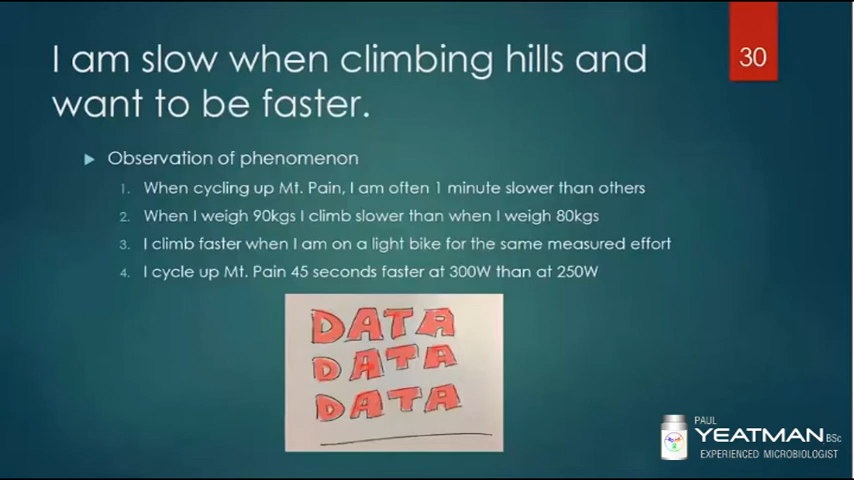 I am slow when climbing hills and
want to be faster.
30
Observation of phenomenon
1. When cycling up Mt. Pain, I am often 1 minute slower than others
2. When I weigh 90kgs I climb slower than when I weigh 80kgs
3. I climb faster when I am on a light bike for the same measured effort
4. I cycle up Mt. Pain 45 seconds faster at 300W than at 250W
DATA
DATA
DATA
PAUL
YEATMAN BSc
EXPERIENCED MICROBIOLOGIST